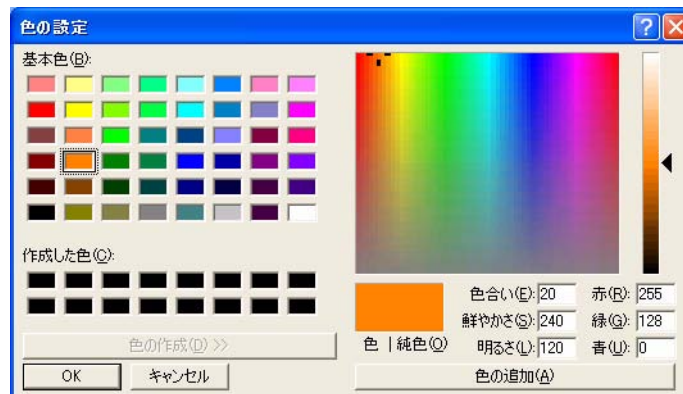 色の設定
基本色(B):
作成した色(C):
色の作成(D) >>
OK キャンセル
色 | 純色(O)
色合い(E): 20 赤(R): 255
鮮やかさ(S): 240 緑(G): 128
明るさ(L): 120 青(U): 0
色の追加(A)